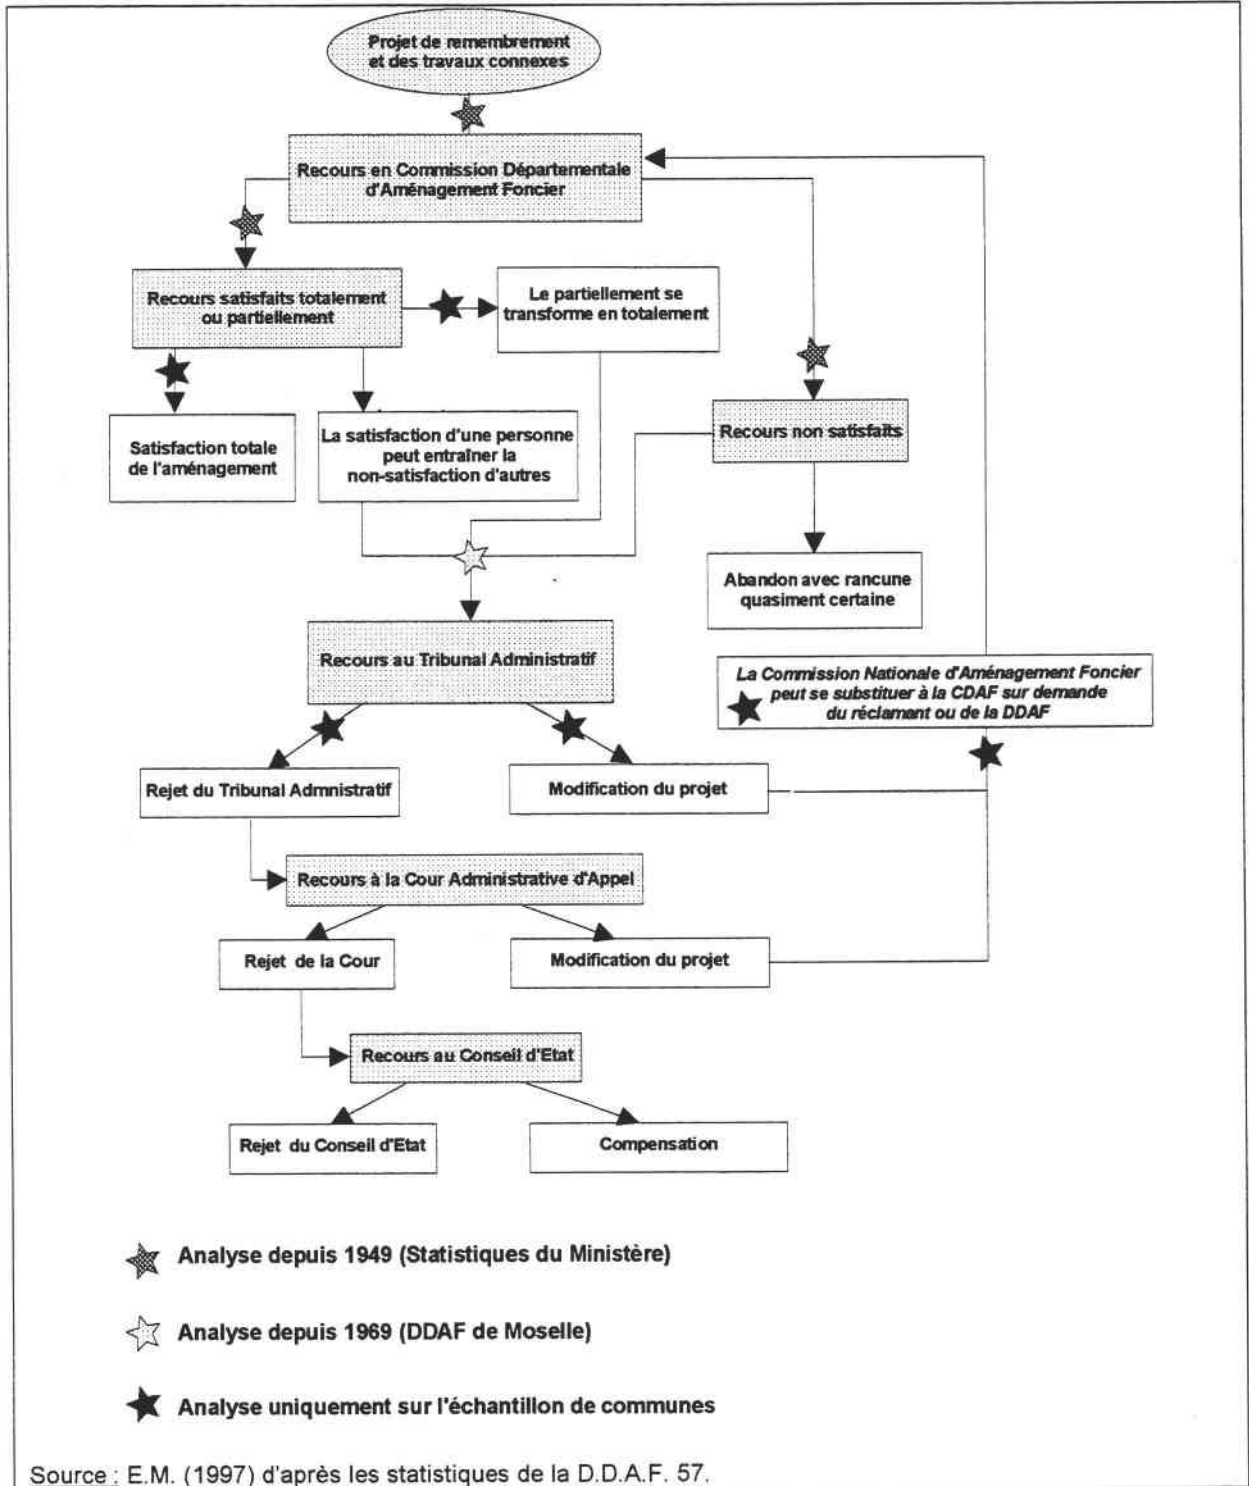 Projet de remembrement
et des travaux connexes
Recours en Commission Départementale
d'Aménagement Foncier
Recours satisfaits totalement
ou partiellement
Le partiellement se
transforme en totalement
Satisfaction totale
de l'aménagement
La satisfaction d'une personne
peut entraîner la
non-satisfaction d'autres
Recours non satisfaits
Abandon avec rancune
quasiment certaine
Recours au Tribunal Administratif
La Commission Nationale d'Aménagement Foncier
peut se substituer à la CDAF sur demande
du réclamant ou de la DDAF
Rejet du Tribunal Admnistratif
Modification du projet
Recours à la Cour Administrative d'Appel
Rejet de la Cour
Modification du projet
Recours au Conseil d'Etat
Rejet du Conseil d'Etat
Compensation
Analyse depuis 1949 (Statistiques du Ministère)
Analyse depuis 1969 (DDAF de Moselle)
Analyse uniquement sur l'échantillon de communes
Source : E.M. (1997) d'après les statistiques de la D.D.A.F. 57.